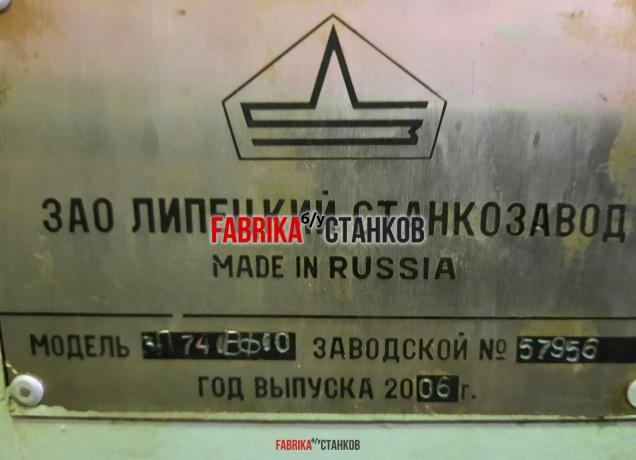 ЗАО ЛИПЕЦКИЙ СТАНКОЗАВОД
FABRIKA б/у СТАНКОВ
MADE IN RUSSIA
МОДЕЛЬ ЗАВОДСКОЙ № 57956
ГОД ВЫПУСКА 2006 г.
FABRIKA б/у СТАНКОВ